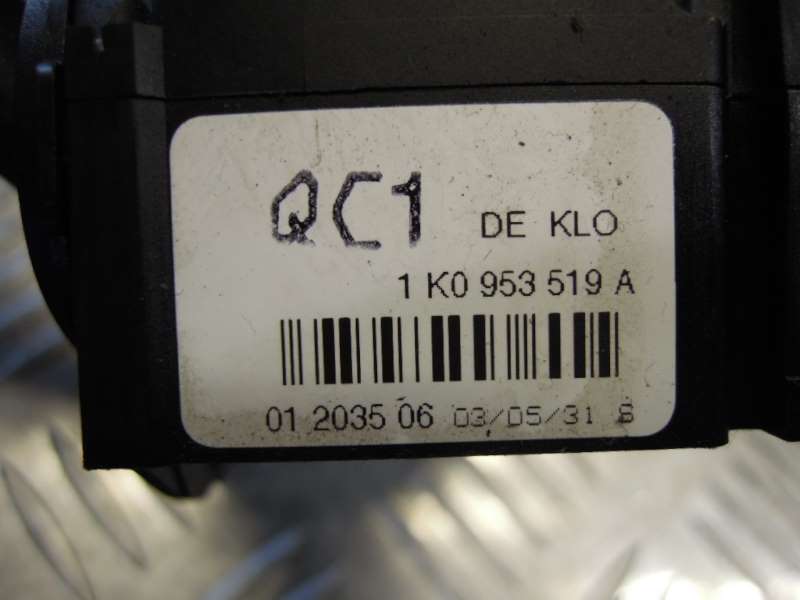 QC1 DE KLO
1 K0 953 519 A
01 2035 06 03/05/31 S